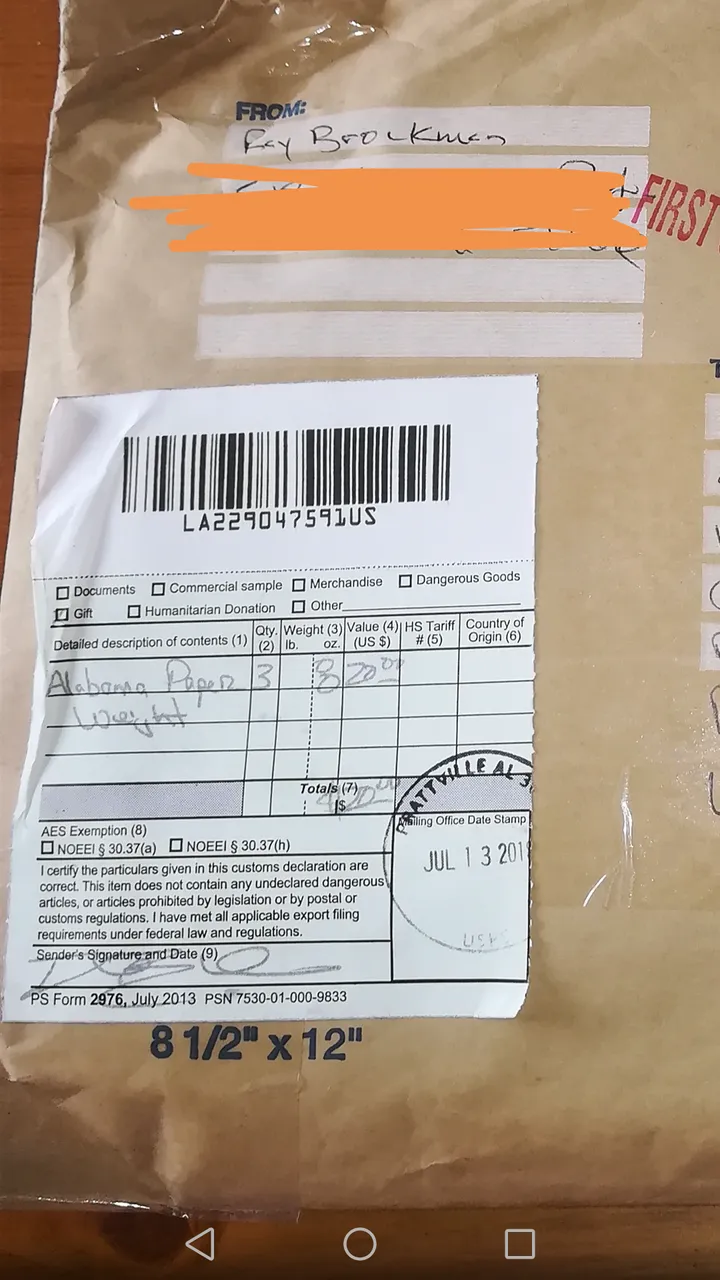 FROM:
Ray Brockman
FIRST
LA229047591US
Documents Commercial sample Merchandise Dangerous Goods
Gift Humanitarian Donation Other
Detailed description of contents (1) Qty. (2) Weight (3) lb. oz. Value (4) (US $) HS Tariff # (5) Country of Origin (6)
Alabama Paper 3 8 20.00
Weight
Totals (7)
$ 20.00
AES Exemption (8)
NOEEI § 30.37(a) NOEEI § 30.37(h)
PRATTVILLE AL
Mailing Office Date Stamp
JUL 13 201
USPS
I certify the particulars given in this customs declaration are
correct. This item does not contain any undeclared dangerous
articles, or articles prohibited by legislation or by postal or
customs regulations. I have met all applicable export filing
requirements under federal law and regulations.
Sender's Signature and Date (9)
PS Form 2976, July 2013 PSN 7530-01-000-9833
8 1/2" x 12"